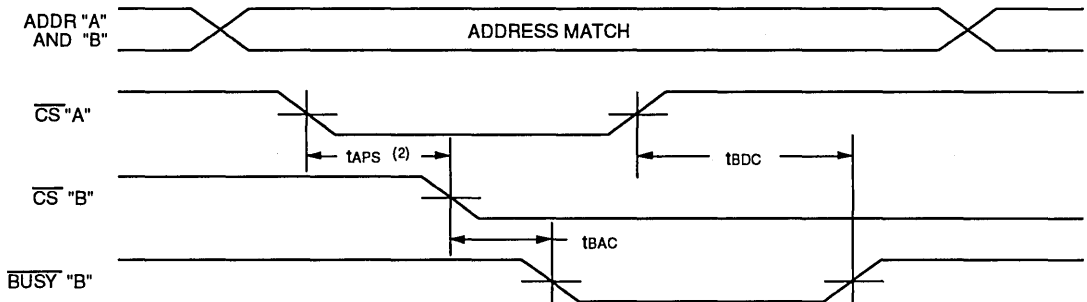 ADDR "A"
AND "B"
ADDRESS MATCH
CS "A"
tAPS (2)
tBDC
CS "B"
tBAC
BUSY "B"